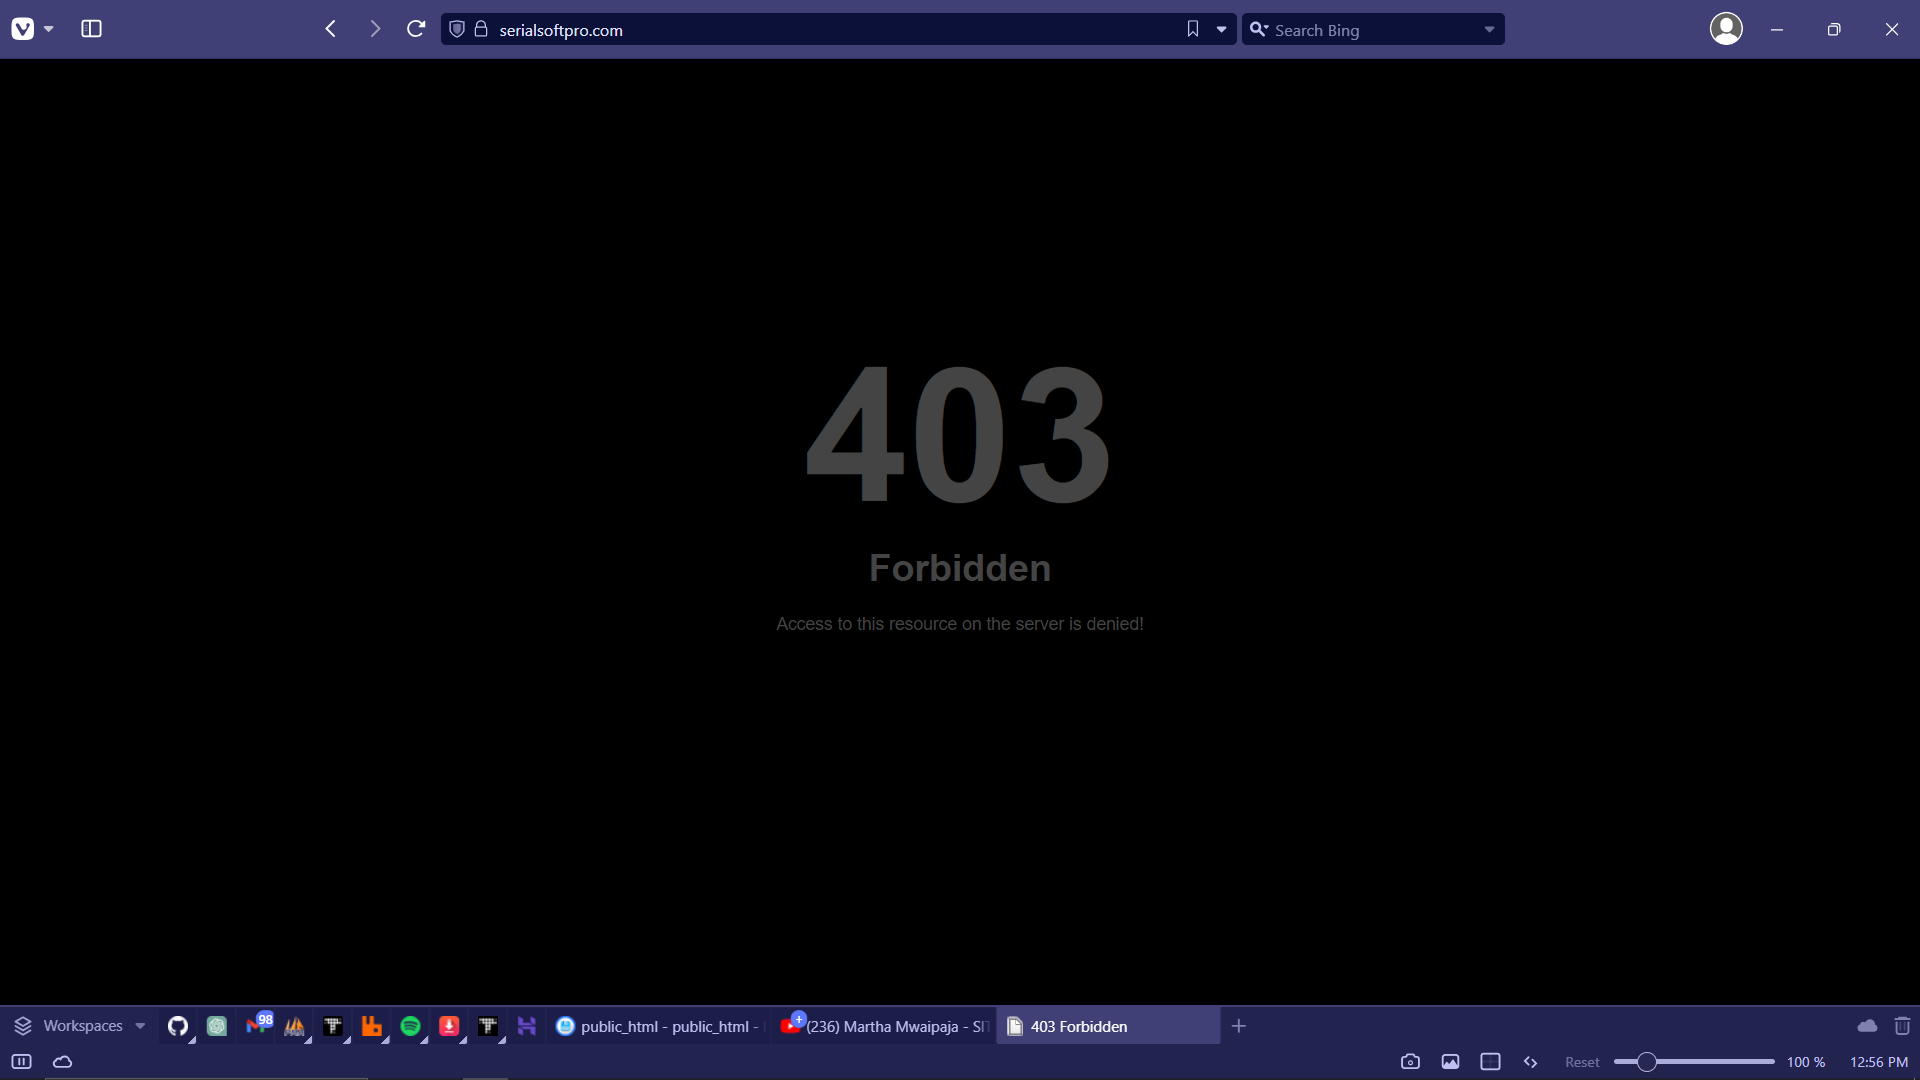 serialsoftpro.com
Search Bing
403
Forbidden
Access to this resource on the server is denied!
Workspaces
98
public_html - public_html -
(236) Martha Mwaipaja - SI
403 Forbidden
Reset
100 %
12:56 PM